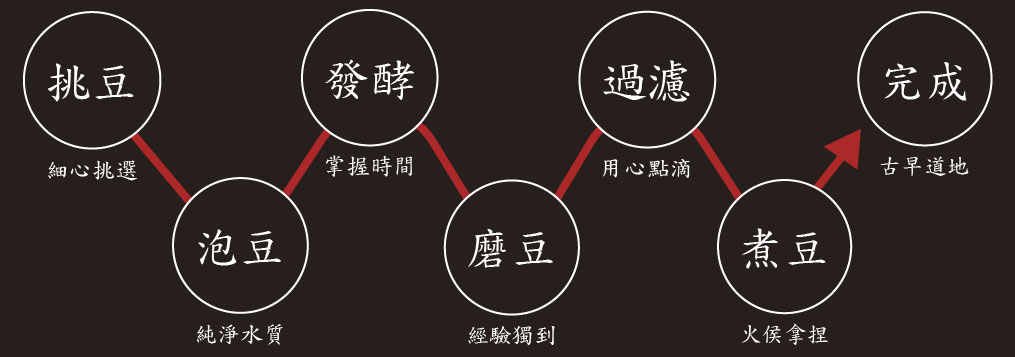 挑豆
細心挑選
泡豆
純淨水質
發酵
掌握時間
磨豆
經驗獨到
過濾
用心點滴
煮豆
火侯拿捏
完成
古早道地